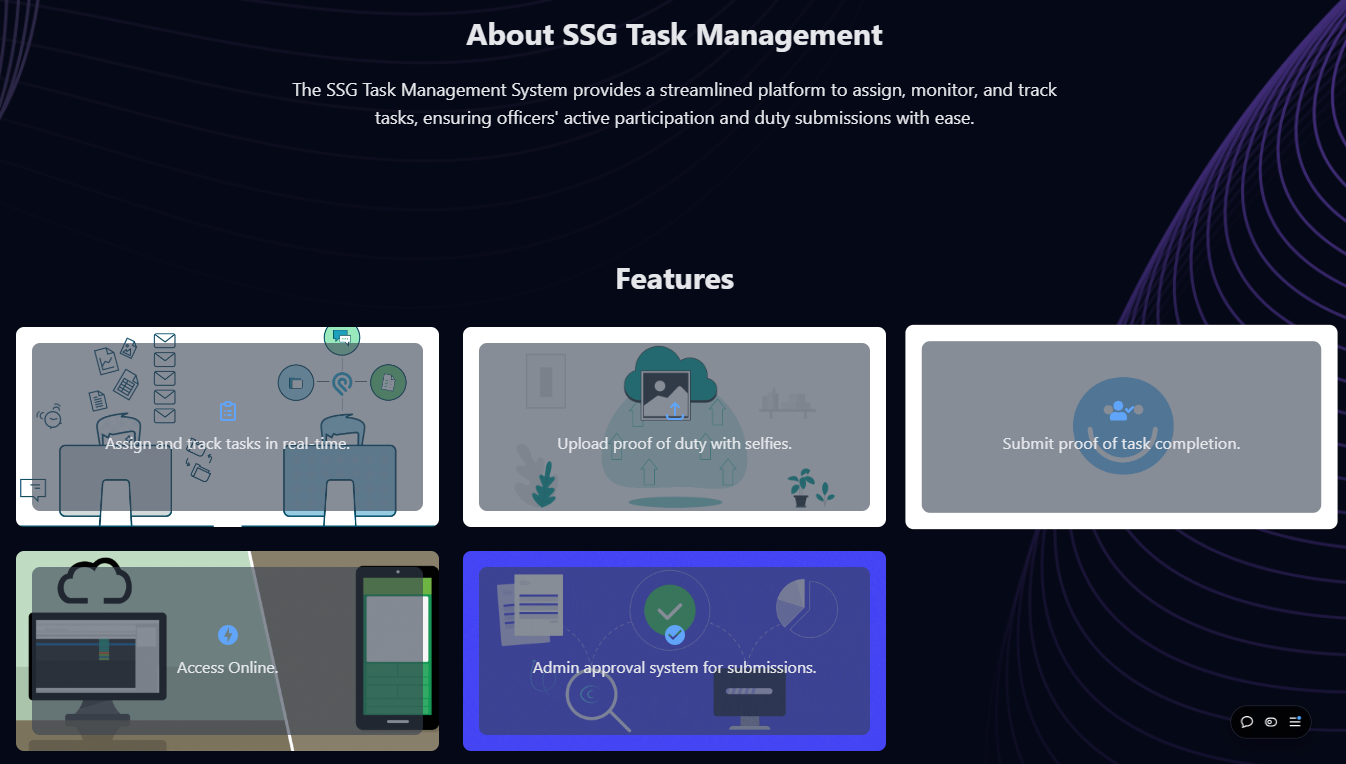 About SSG Task Management
The SSG Task Management System provides a streamlined platform to assign, monitor, and track
tasks, ensuring officers' active participation and duty submissions with ease.
Features
Assign and track tasks in real-time.
Upload proof of duty with selfies.
Submit proof of task completion.
Access Online.
Admin approval system for submissions.